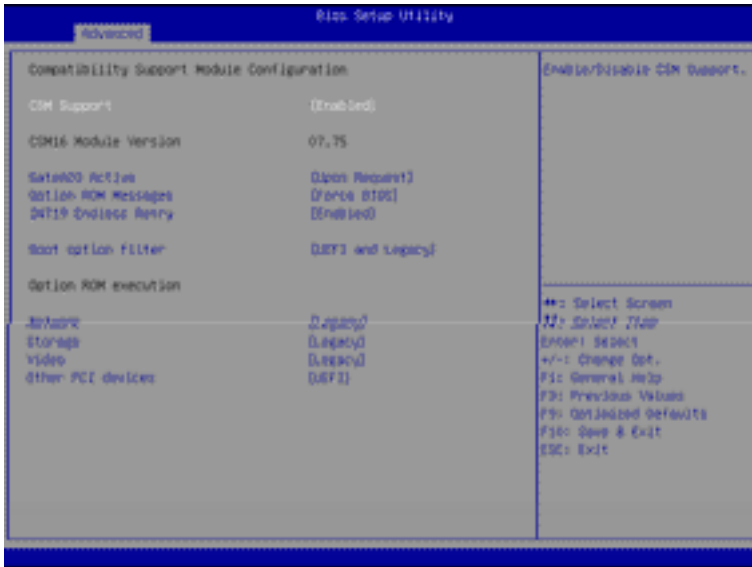 Bios Setup Utility
Advanced
Compatibility Support Module Configuration
CSM Support [Enabled]
CSM16 Module Version 07.75
GateA20 Active [Upon Request]
Option ROM Messages [Force BIOS]
INT19 Endless Retry [Enabled]
Boot option filter [UEFI and Legacy]
Option ROM execution
Network [Legacy]
Storage [Legacy]
Video [Legacy]
Other PCI devices [UEFI]
Enable/Disable CSM Support.
: Select Screen
: Select Item
Enter: Select
+/-: Change Opt.
F1: General Help
Previous Values
F9: Optimized Defaults
F10: Save & Exit
ESC: Exit